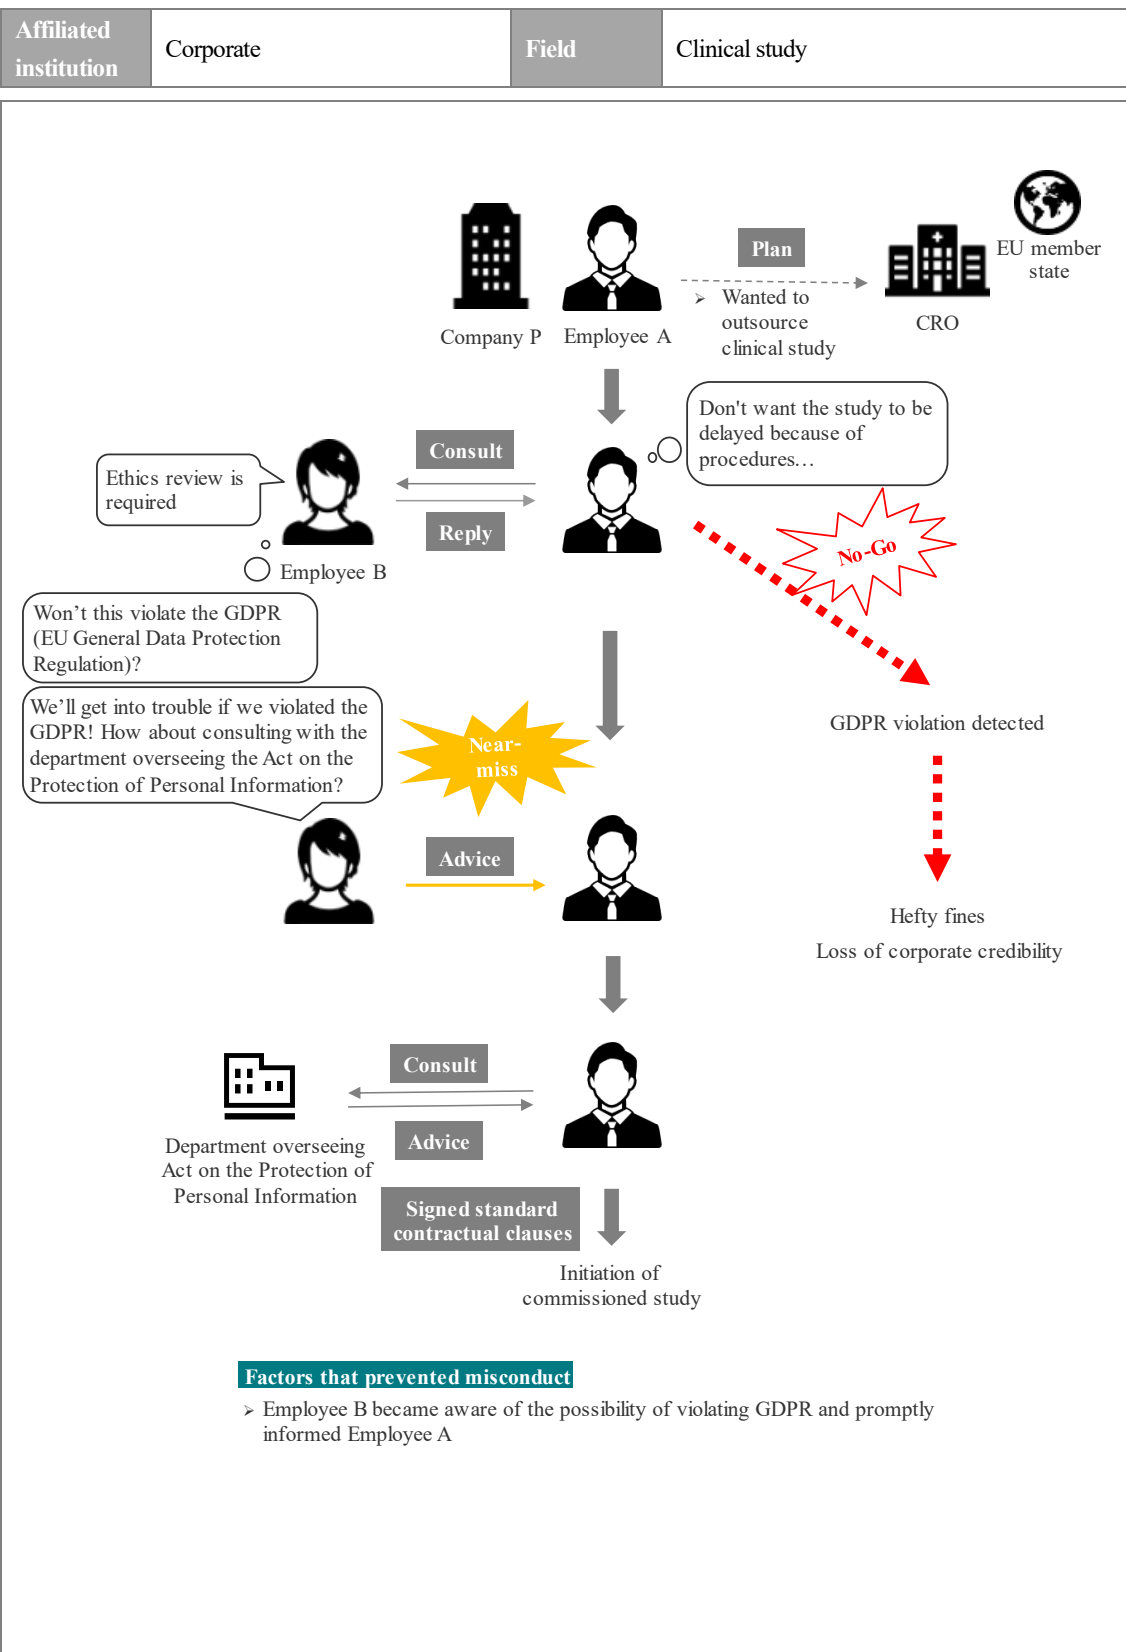 Affiliated
institution
Corporate
Field
Clinical study
Plan
EU member
state
Wanted to
outsource
clinical study
CRO
Company P
Employee A
Don't want the study to be
delayed because of
procedures…
Consult
Ethics review is
required
Reply
No-Go
Employee B
Won’t this violate the GDPR
(EU General Data Protection
Regulation)?
We’ll get into trouble if we violated the
GDPR! How about consulting with the
department overseeing the Act on the
Protection of Personal Information?
Near-
miss
GDPR violation detected
Advice
Hefty fines
Loss of corporate credibility
Consult
Advice
Department overseeing
Act on the Protection of
Personal Information
Signed standard
contractual clauses
Initiation of
commissioned study
Factors that prevented misconduct
Employee B became aware of the possibility of violating GDPR and promptly
informed Employee A